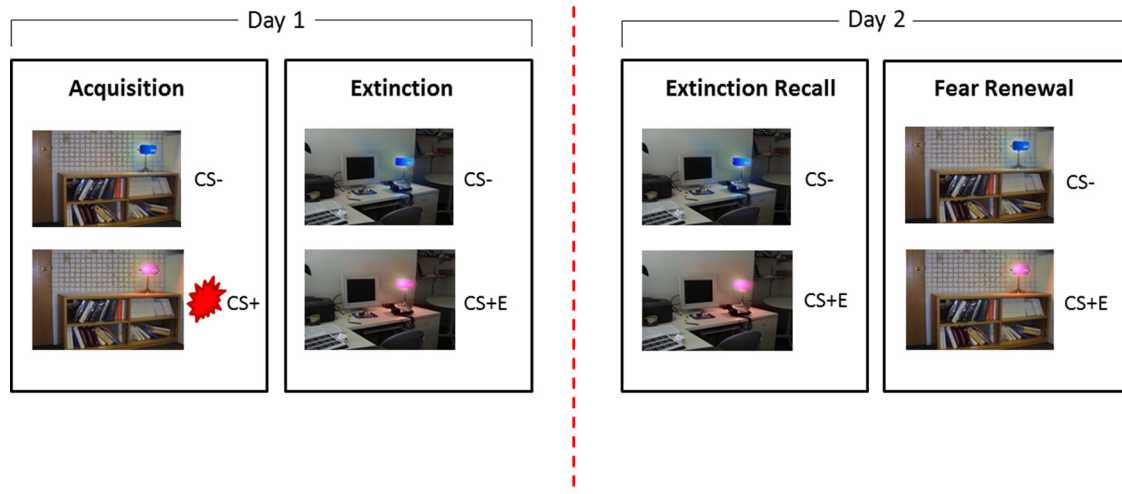 Day 1
Day 2
Acquisition
CS-
CS+
Extinction
CS-
CS+E
Extinction Recall
CS-
CS+E
Fear Renewal
CS-
CS+E